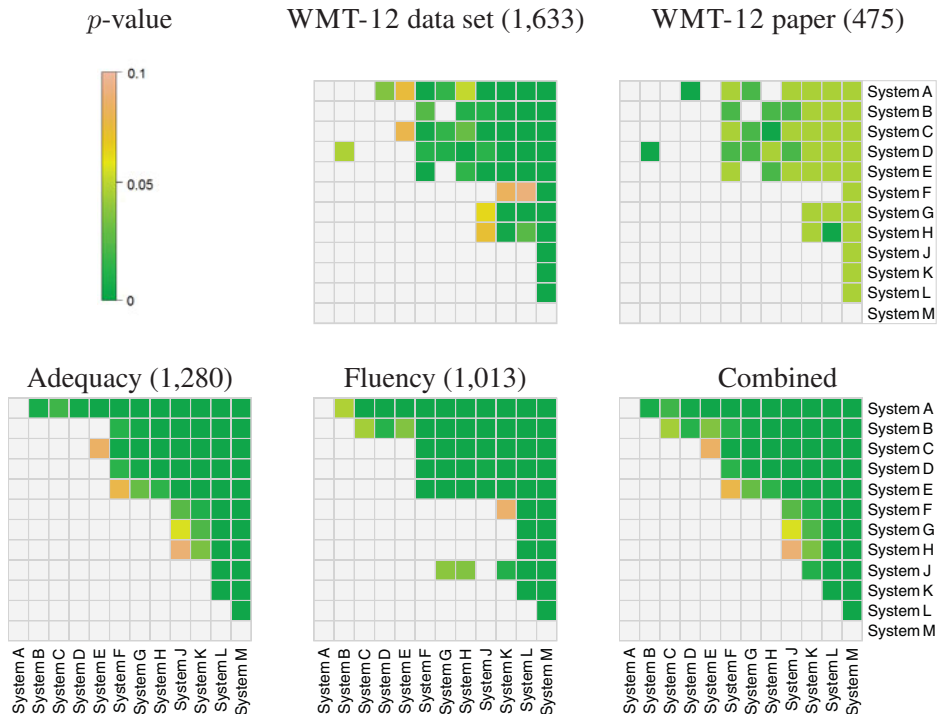 p-value
WMT-12 data set (1,633)
WMT-12 paper (475)
0.1
0.05
0
System A
System B
System C
System D
System E
System F
System G
System H
System J
System K
System L
System M
Adequacy (1,280)
Fluency (1,013)
Combined
System A
System B
System C
System D
System E
System F
System G
System H
System J
System K
System L
System M
System A
System B
System C
System D
System E
System F
System G
System H
System J
System K
System L
System M
System A
System B
System C
System D
System E
System F
System G
System H
System J
System K
System L
System M
System A
System B
System C
System D
System E
System F
System G
System H
System J
System K
System L
System M